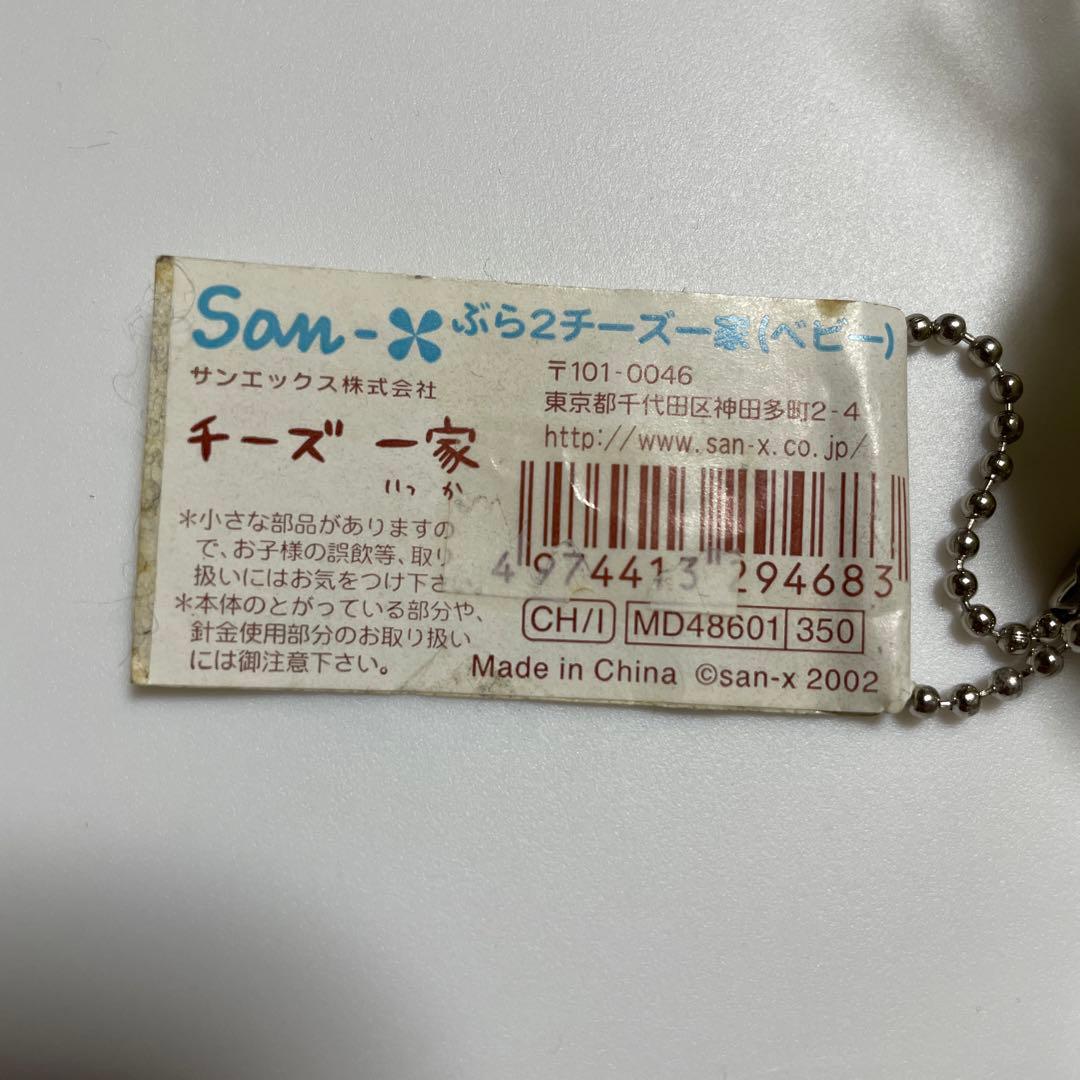 San-X ぶら2チーズ一家(ベビー)
サンエックス株式会社
〒101-0046
東京都千代田区神田多町2-4
http://www.san-x.co.jp/
チーズ 一家
いっか
*小さな部品がありますの
で、お子様の誤飲等、取り
扱いにはお気をつけ下さ
*本体のとがっている部分や、
針金使用部分のお取り扱い
には御注意下さい。
4 974413 294683
CH/I MD48601 350
Made in China ©san-x 2002